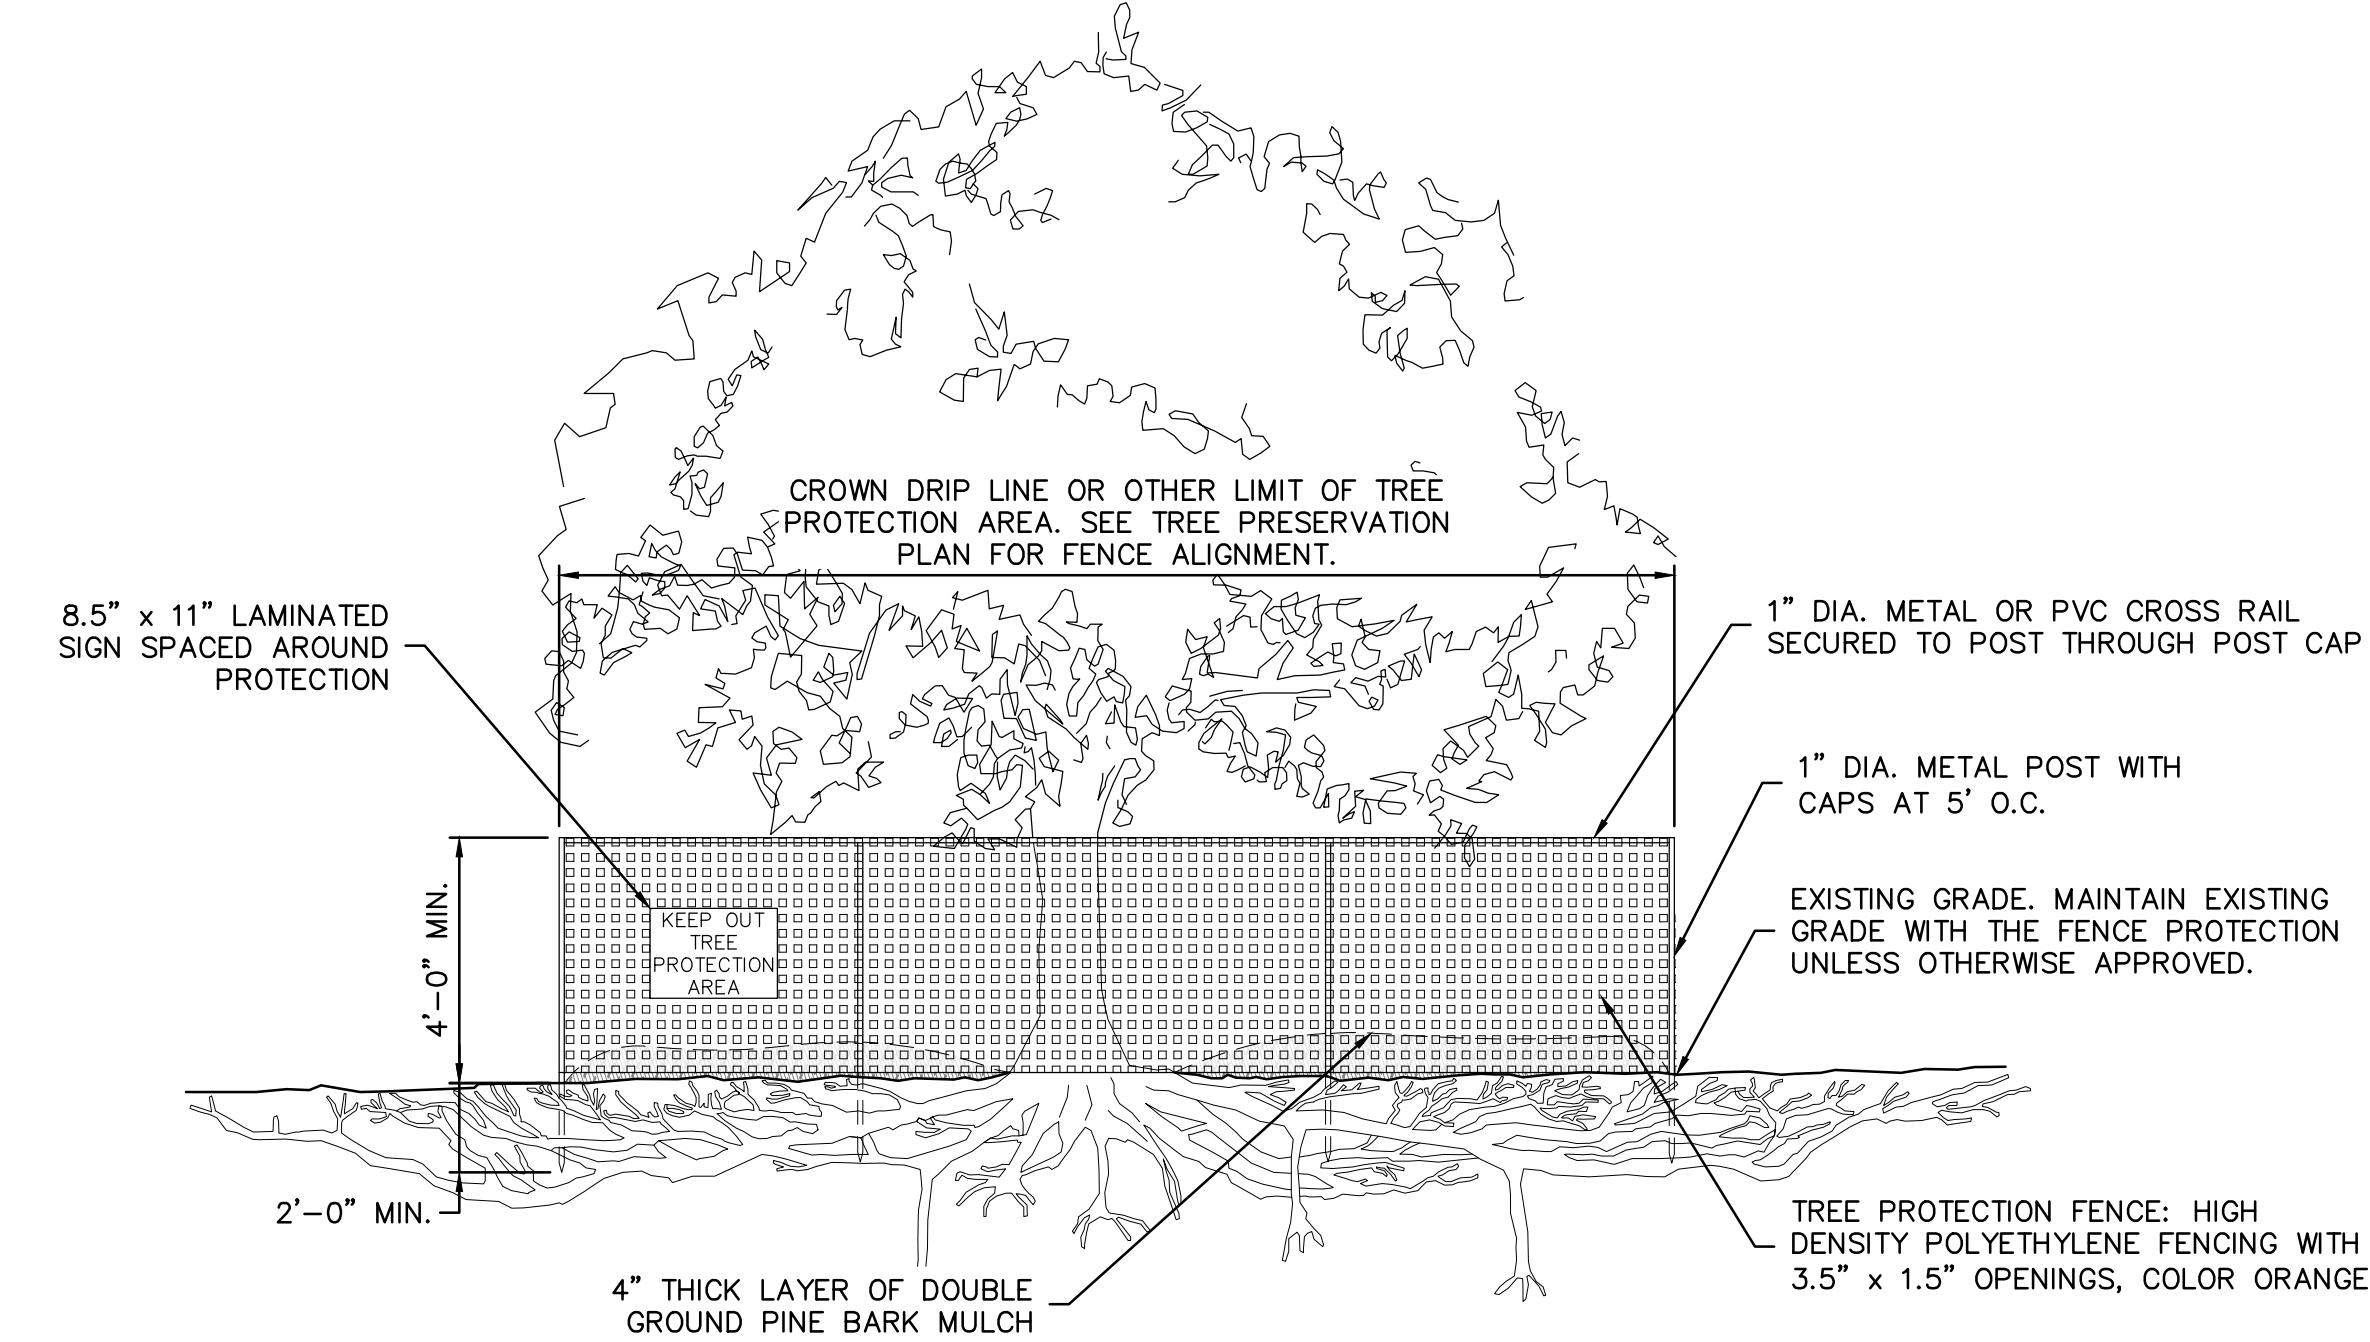 CROWN DRIP LINE OR OTHER LIMIT OF TREE
PROTECTION AREA. SEE TREE PRESERVATION
PLAN FOR FENCE ALIGNMENT.
8.5” x 11” LAMINATED
SIGN SPACED AROUND
PROTECTION
1” DIA. METAL OR PVC CROSS RAIL
SECURED TO POST THROUGH POST CAP
1” DIA. METAL POST WITH
CAPS AT 5’ O.C.
EXISTING GRADE. MAINTAIN EXISTING
GRADE WITH THE FENCE PROTECTION
UNLESS OTHERWISE APPROVED.
KEEP OUT
TREE
PROTECTION
AREA
4’-0” MIN.
2’-0” MIN.
TREE PROTECTION FENCE: HIGH
DENSITY POLYETHYLENE FENCING WITH
3.5” x 1.5” OPENINGS, COLOR ORANGE
4” THICK LAYER OF DOUBLE
GROUND PINE BARK MULCH